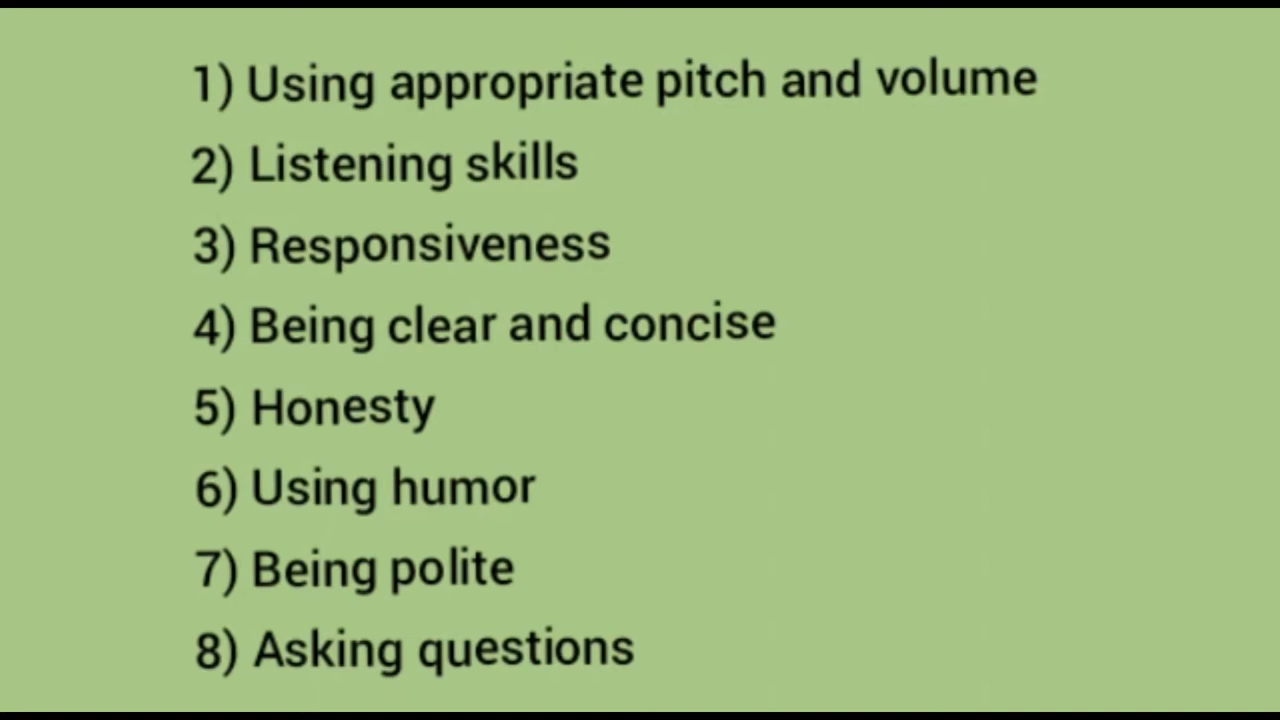 1) Using appropriate pitch and volume
2) Listening skills
3) Responsiveness
4) Being clear and concise
5) Honesty
6) Using humor
7) Being polite
8) Asking questions